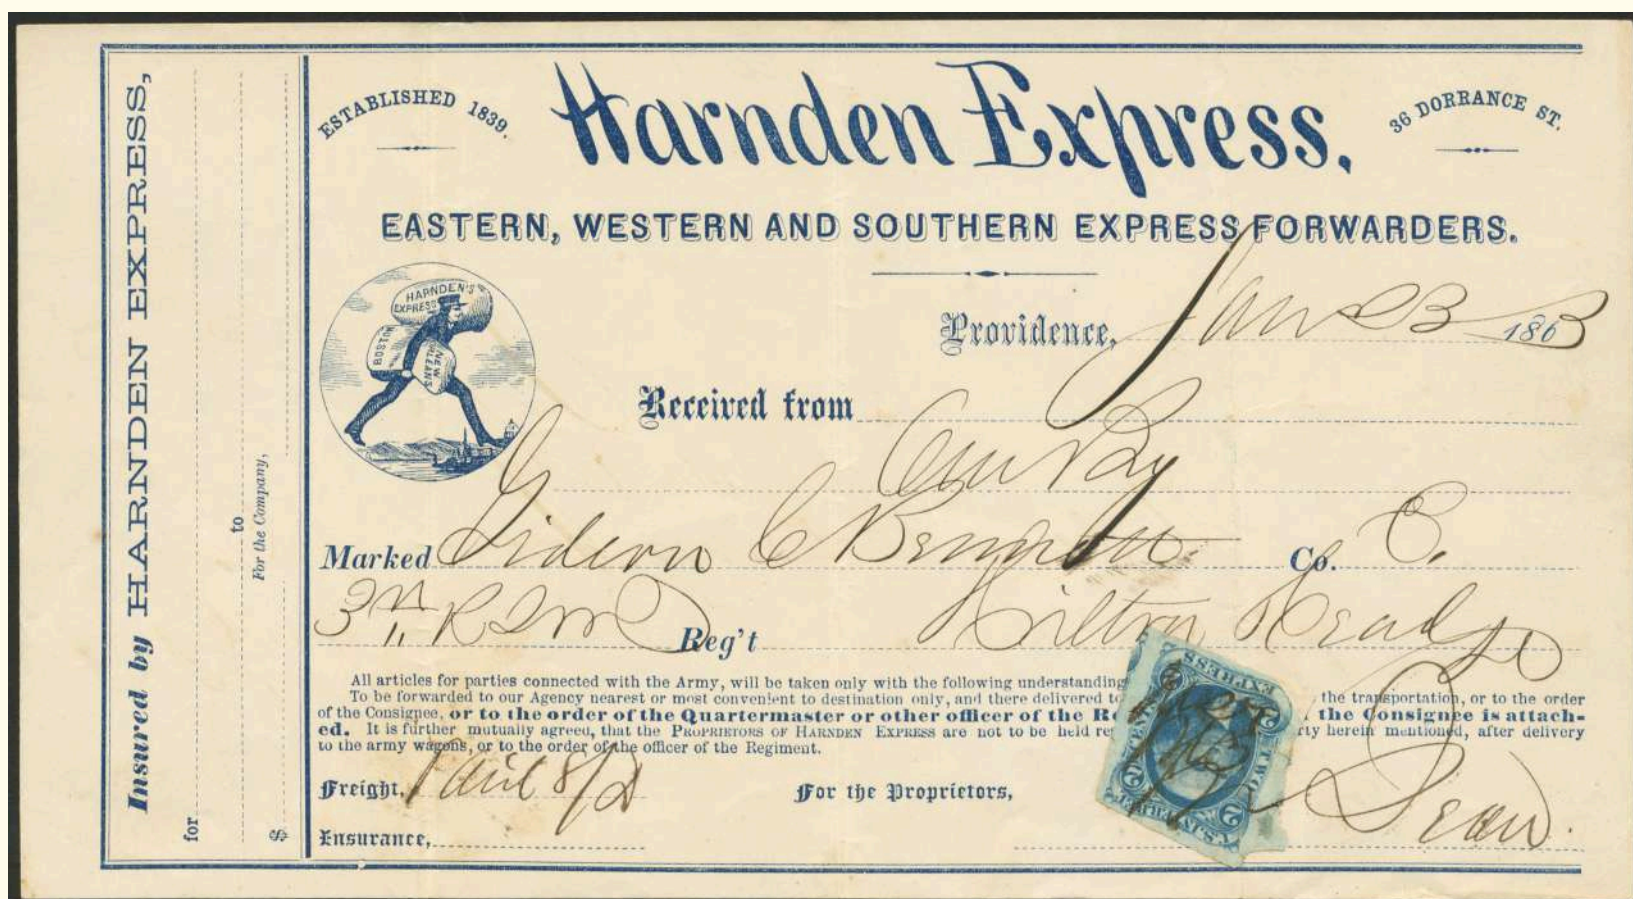 Insured by HARNDEN EXPRESS,
for
to
For the Company,
$
ESTABLISHED 1839.
Harnden Express.
36 DORRANCE ST.
EASTERN, WESTERN AND SOUTHERN EXPRESS FORWARDERS.
HARNDEN'S
EXPRESS
BOSTON
NEW
ORLEANS
Providence, Jan 23 1863
Received from
One Bx
Marked Gideon C Bennett Co. C.
3rd Reg't Hilton Head
All articles for parties connected with the Army, will be taken only with the following understanding
To be forwarded to our Agency nearest or most convenient to destination only, and there delivered to the transportation, or to the order
of the Consignee, or to the order of the Quartermaster or other officer of the the Consignee is attach-
ed. It is further mutually agreed, that the PROPRIETORS OF HARNDEN EXPRESS are not to be held herein mentioned, after delivery
to the army wagons, or to the order of the officer of the Regiment.
Freight, Paid 8/
For the Proprietors,
Dean.
Insurance,
EXPRESS
2 CENTS
TWO
U.S. INTER. REV.